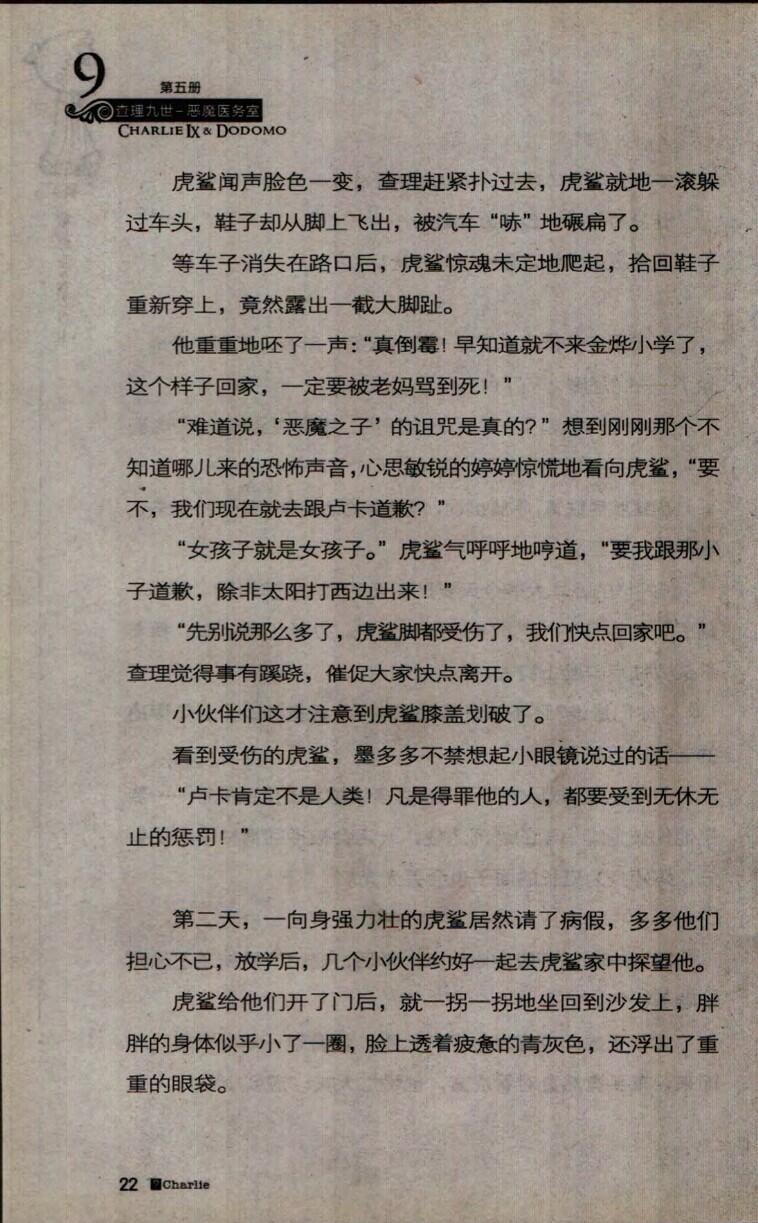 9
第五册
查理九世-恶魔医务室
CHARLIE IX & DODOMO
虎鲨闻声脸色一变，查理赶紧扑过去，虎鲨就地一滚躲
过车头，鞋子却从脚上飞出，被汽车“哧”地碾扁了。
等车子消失在路口后，虎鲨惊魂未定地爬起，拾回鞋子
重新穿上，竟然露出一截大脚趾。
他重重地呸了一声：“真倒霉！早知道就不来金烨小学了，
这个样子回家，一定要被老妈骂到死！”
“难道说，‘恶魔之子’的诅咒是真的？”想到刚刚那个不
知道哪儿来的恐怖声音，心思敏锐的婷婷惊慌地看向虎鲨，“要
不，我们现在就去跟卢卡道歉？”
“女孩子就是女孩子。”虎鲨气呼呼地哼道，“要我跟那小
子道歉，除非太阳打西边出来！”
“先别说那么多了，虎鲨脚都受伤了，我们快点回家吧。”
查理觉得事有蹊跷，催促大家快点离开。
小伙伴们这才注意到虎鲨膝盖划破了。
看到受伤的虎鲨，墨多多不禁想起小眼镜说过的话——
“卢卡肯定不是人类！凡是得罪他的人，都要受到无休无
止的惩罚！”
第二天，一向身强力壮的虎鲨居然请了病假，多多他们
担心不已，放学后，几个小伙伴约好一起去虎鲨家中探望他。
虎鲨给他们开了门后，就一拐一拐地坐回到沙发上，胖
胖的身体似乎小了一圈，脸上透着疲惫的青灰色，还浮出了重
重的眼袋。
22 Charlie